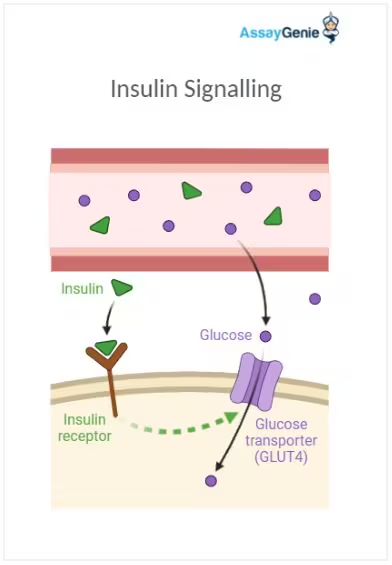 AssayGenie
Insulin Signalling
Insulin
Glucose
Insulin
receptor
Glucose
transporter
(GLUT4)